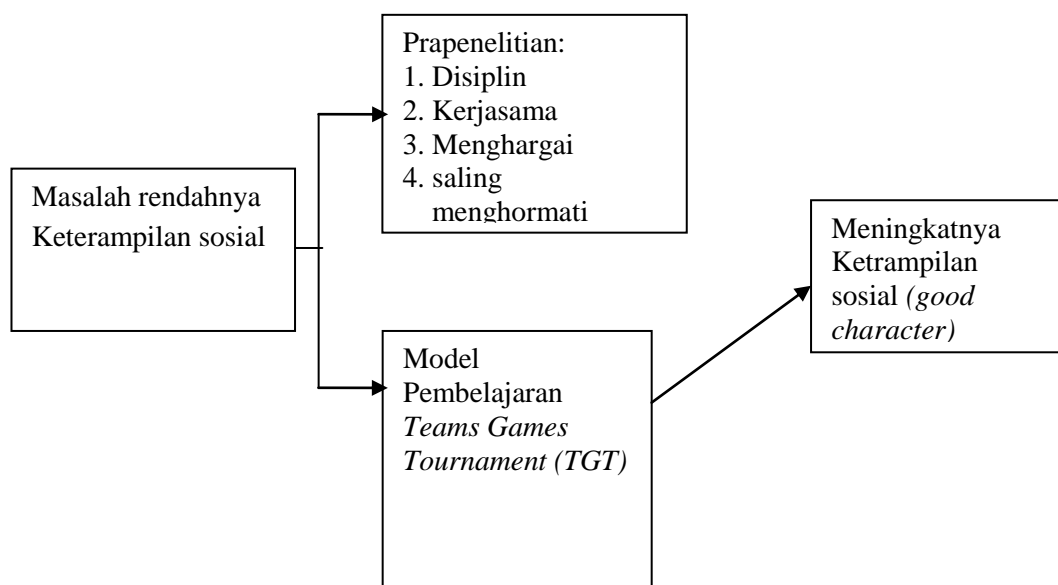 Prapenelitian:
1. Disiplin
2. Kerjasama
3. Menghargai
4. saling
menghormati
Masalah rendahnya
Keterampilan sosial
Meningkatnya
Ketrampilan
sosial (good
character)
Model
Pembelajaran
Teams Games
Tournament (TGT)